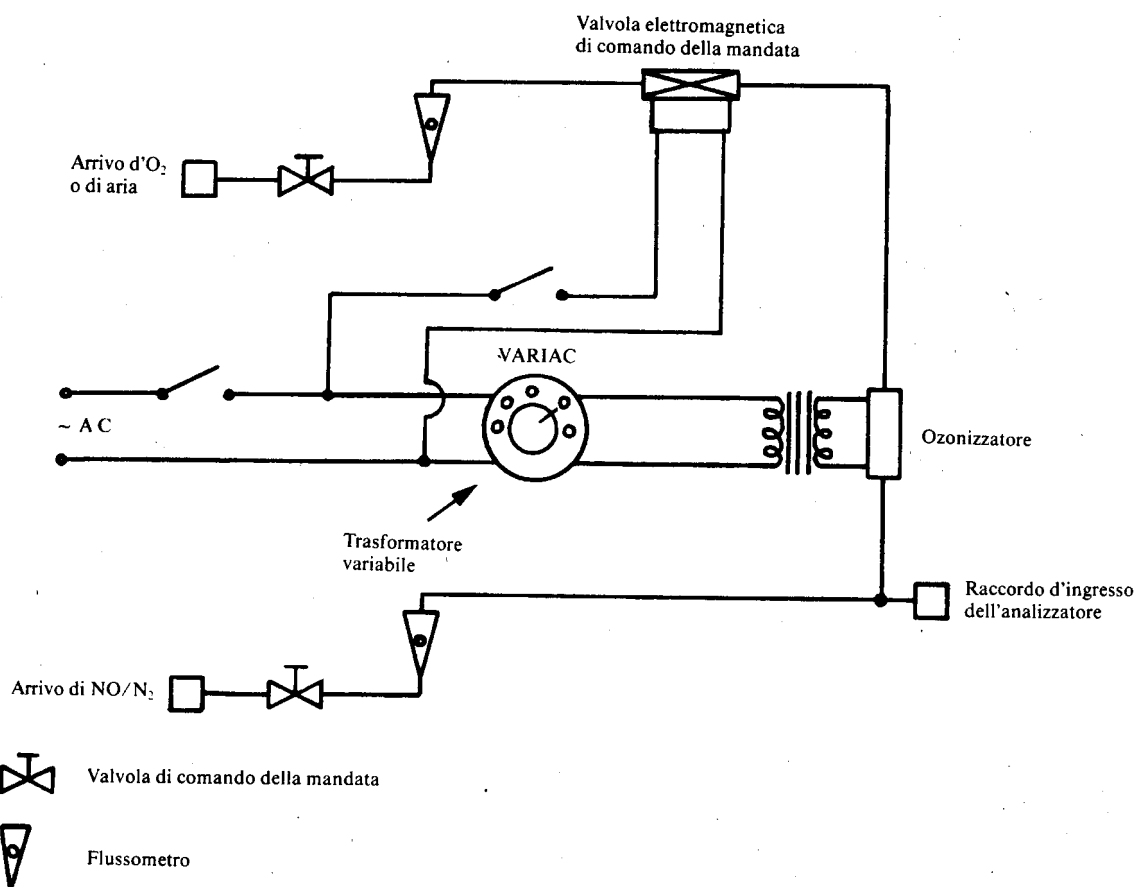 Valvola elettromagnetica
di comando della mandata
Arrivo d'O₂
o di aria
VARIAC
~ A C
Ozonizzatore
Trasformatore
variabile
Raccordo d'ingresso
dell'analizzatore
Arrivo di NO/N₂
Valvola di comando della mandata
Flussometro